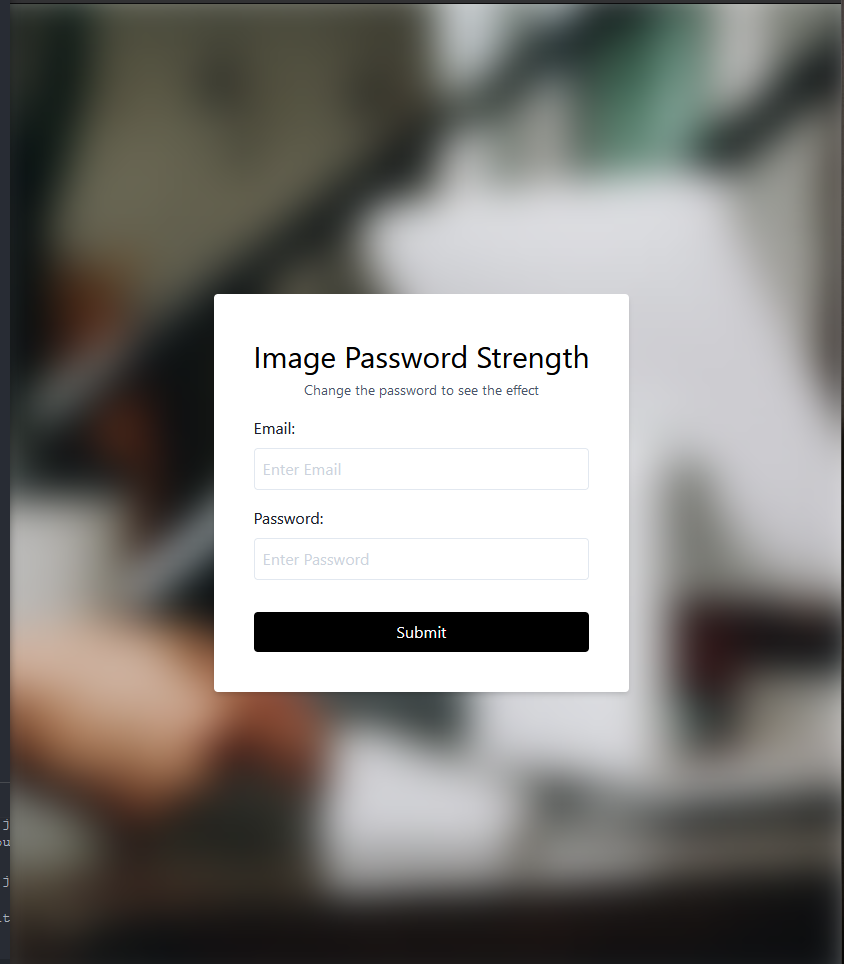 Image Password Strength
Change the password to see the effect
Email:
Enter Email
Password:
Enter Password
Submit